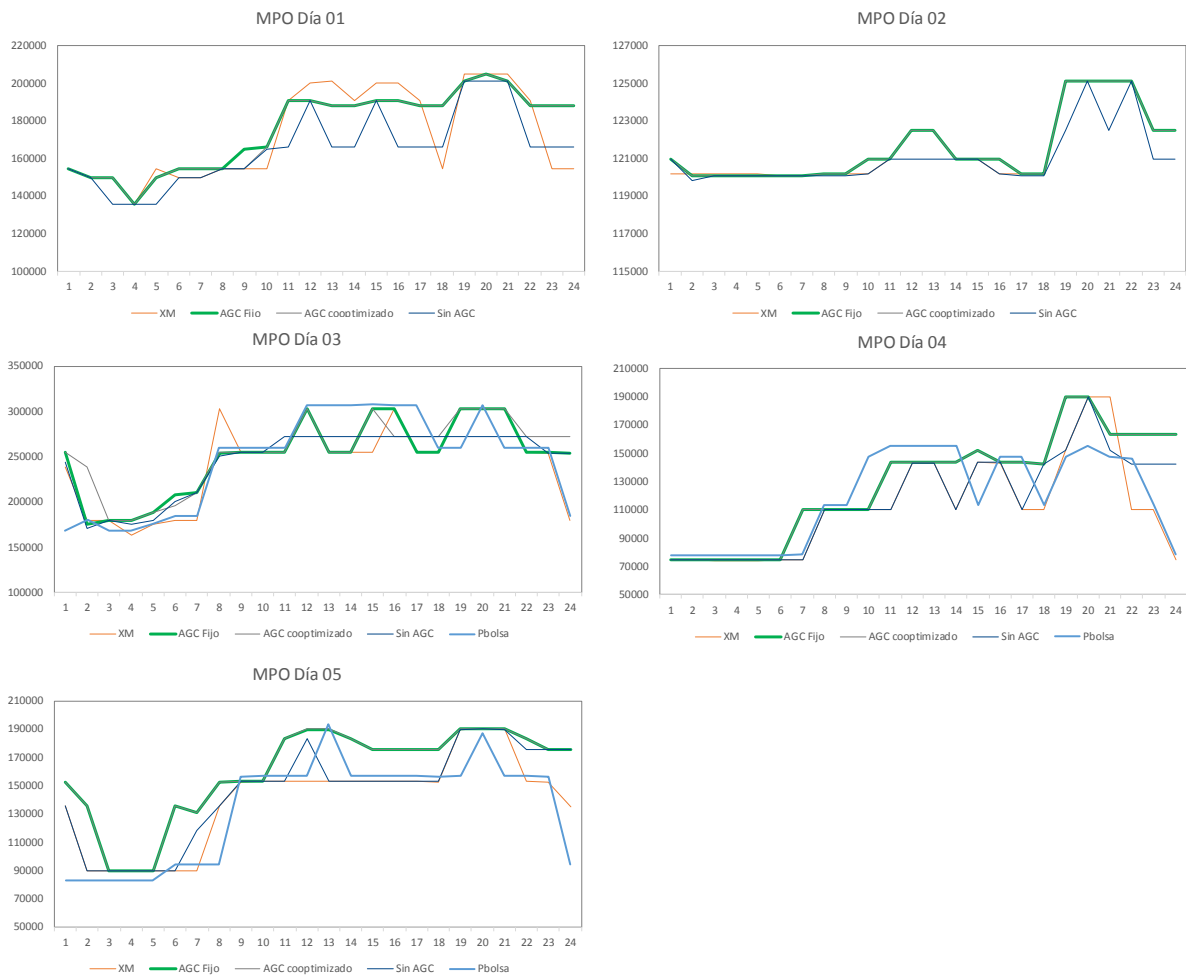 MPO Día 01
220000
200000
180000
160000
140000
120000
100000
1 2 3 4 5 6 7 8 9 10 11 12 13 14 15 16 17 18 19 20 21 22 23 24
XM AGC Fijo AGC cooptimizado Sin AGC
MPO Día 02
127000
125000
123000
121000
119000
117000
115000
1 2 3 4 5 6 7 8 9 10 11 12 13 14 15 16 17 18 19 20 21 22 23 24
XM AGC Fijo AGC cooptimizado Sin AGC
MPO Día 03
350000
300000
250000
200000
150000
100000
1 2 3 4 5 6 7 8 9 10 11 12 13 14 15 16 17 18 19 20 21 22 23 24
XM AGC Fijo AGC cooptimizado Sin AGC Pbolsa
MPO Día 04
210000
190000
170000
150000
130000
110000
90000
70000
50000
1 2 3 4 5 6 7 8 9 10 11 12 13 14 15 16 17 18 19 20 21 22 23 24
XM AGC Fijo AGC cooptimizado Sin AGC Pbolsa
MPO Día 05
210000
190000
170000
150000
130000
110000
90000
70000
50000
1 2 3 4 5 6 7 8 9 10 11 12 13 14 15 16 17 18 19 20 21 22 23 24
XM AGC Fijo AGC cooptimizado Sin AGC Pbolsa